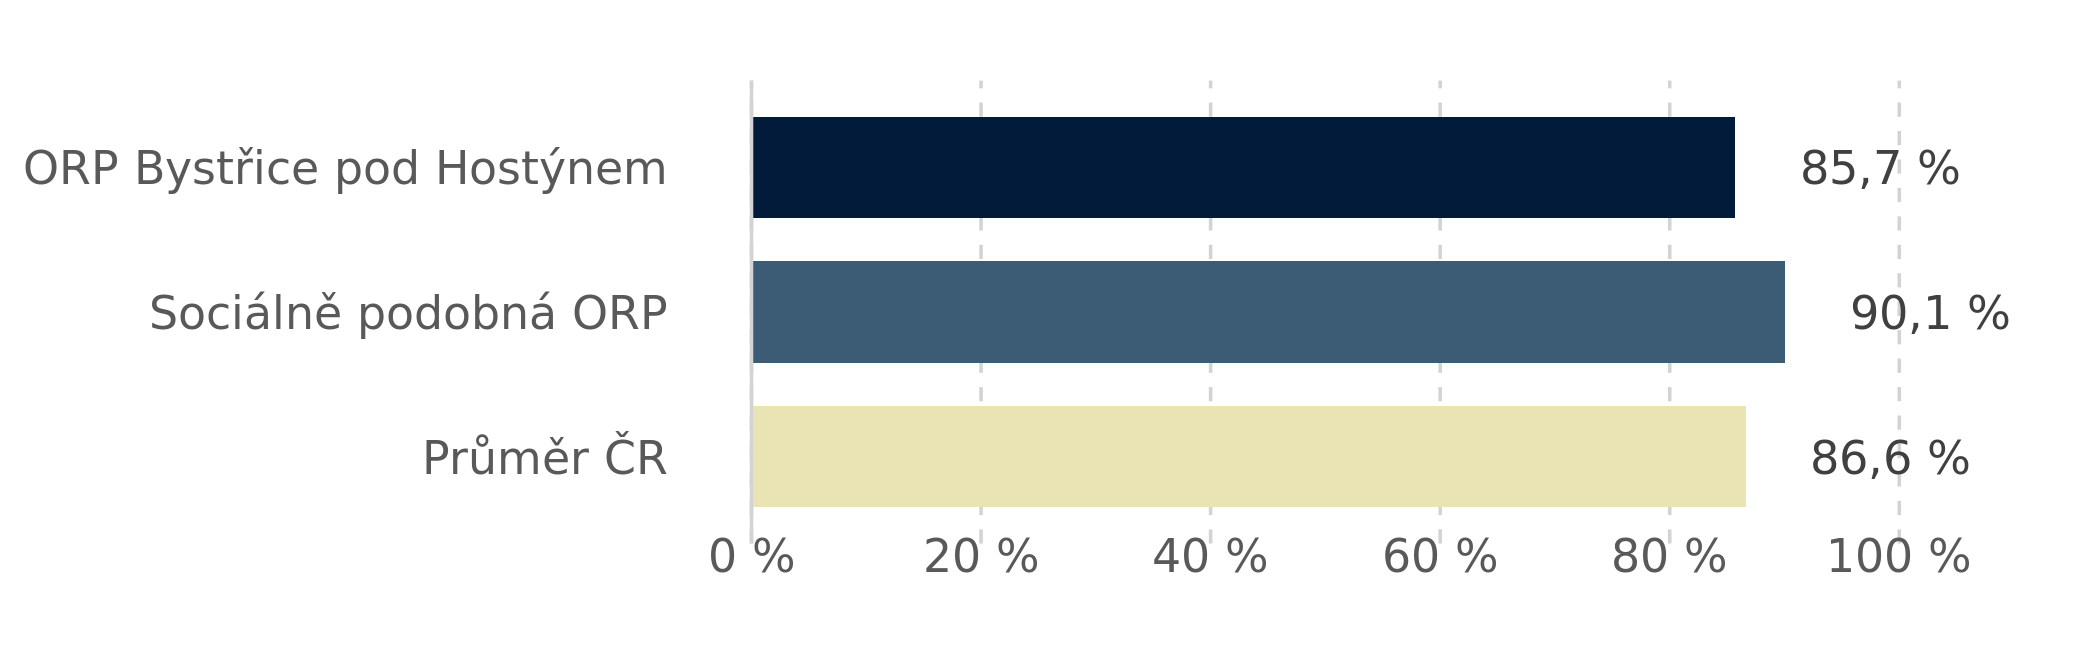 ORP Bystřice pod Hostýnem 85,7 %
Sociálně podobná ORP 90,1 %
Průměr ČR 86,6 %
0 % 20 % 40 % 60 % 80 % 100 %